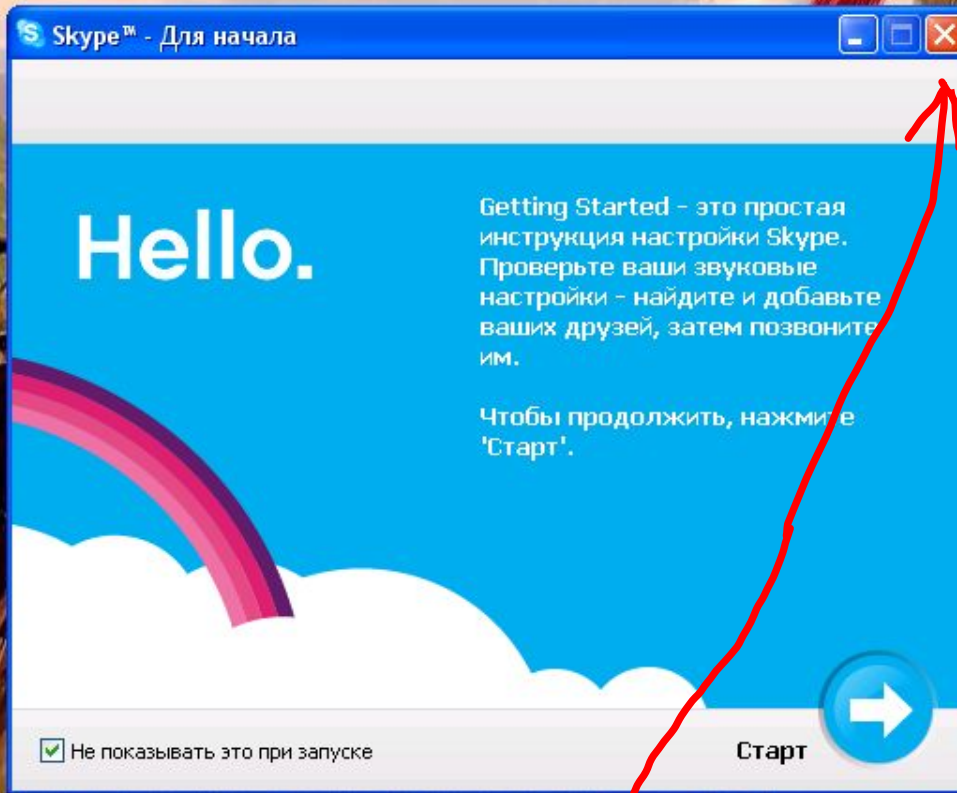 Skype™ - Для начала
Hello.
Getting Started - это простая
инструкция настройки Skype.
Проверьте ваши звуковые
настройки - найдите и добавьте
ваших друзей, затем позвоните
им.
Чтобы продолжить, нажмите
'Старт'.
Не показывать это при запуске
Старт